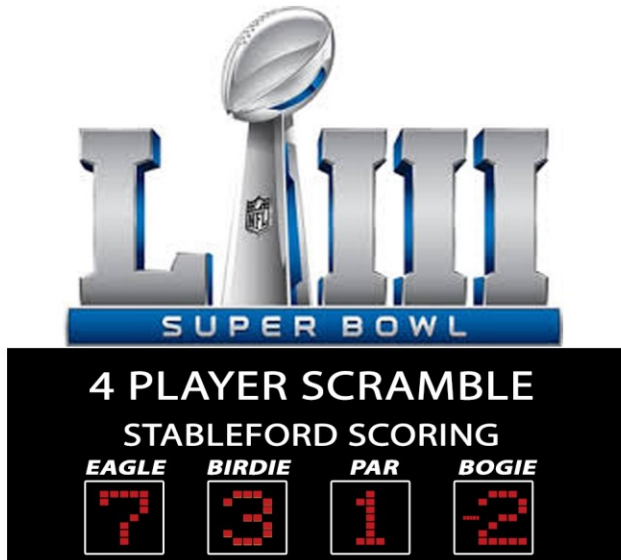 LIII
NFL
SUPER BOWL
4 PLAYER SCRAMBLE
STABLEFORD SCORING
EAGLE BIRDIE PAR BOGIE
7 3 1 -2